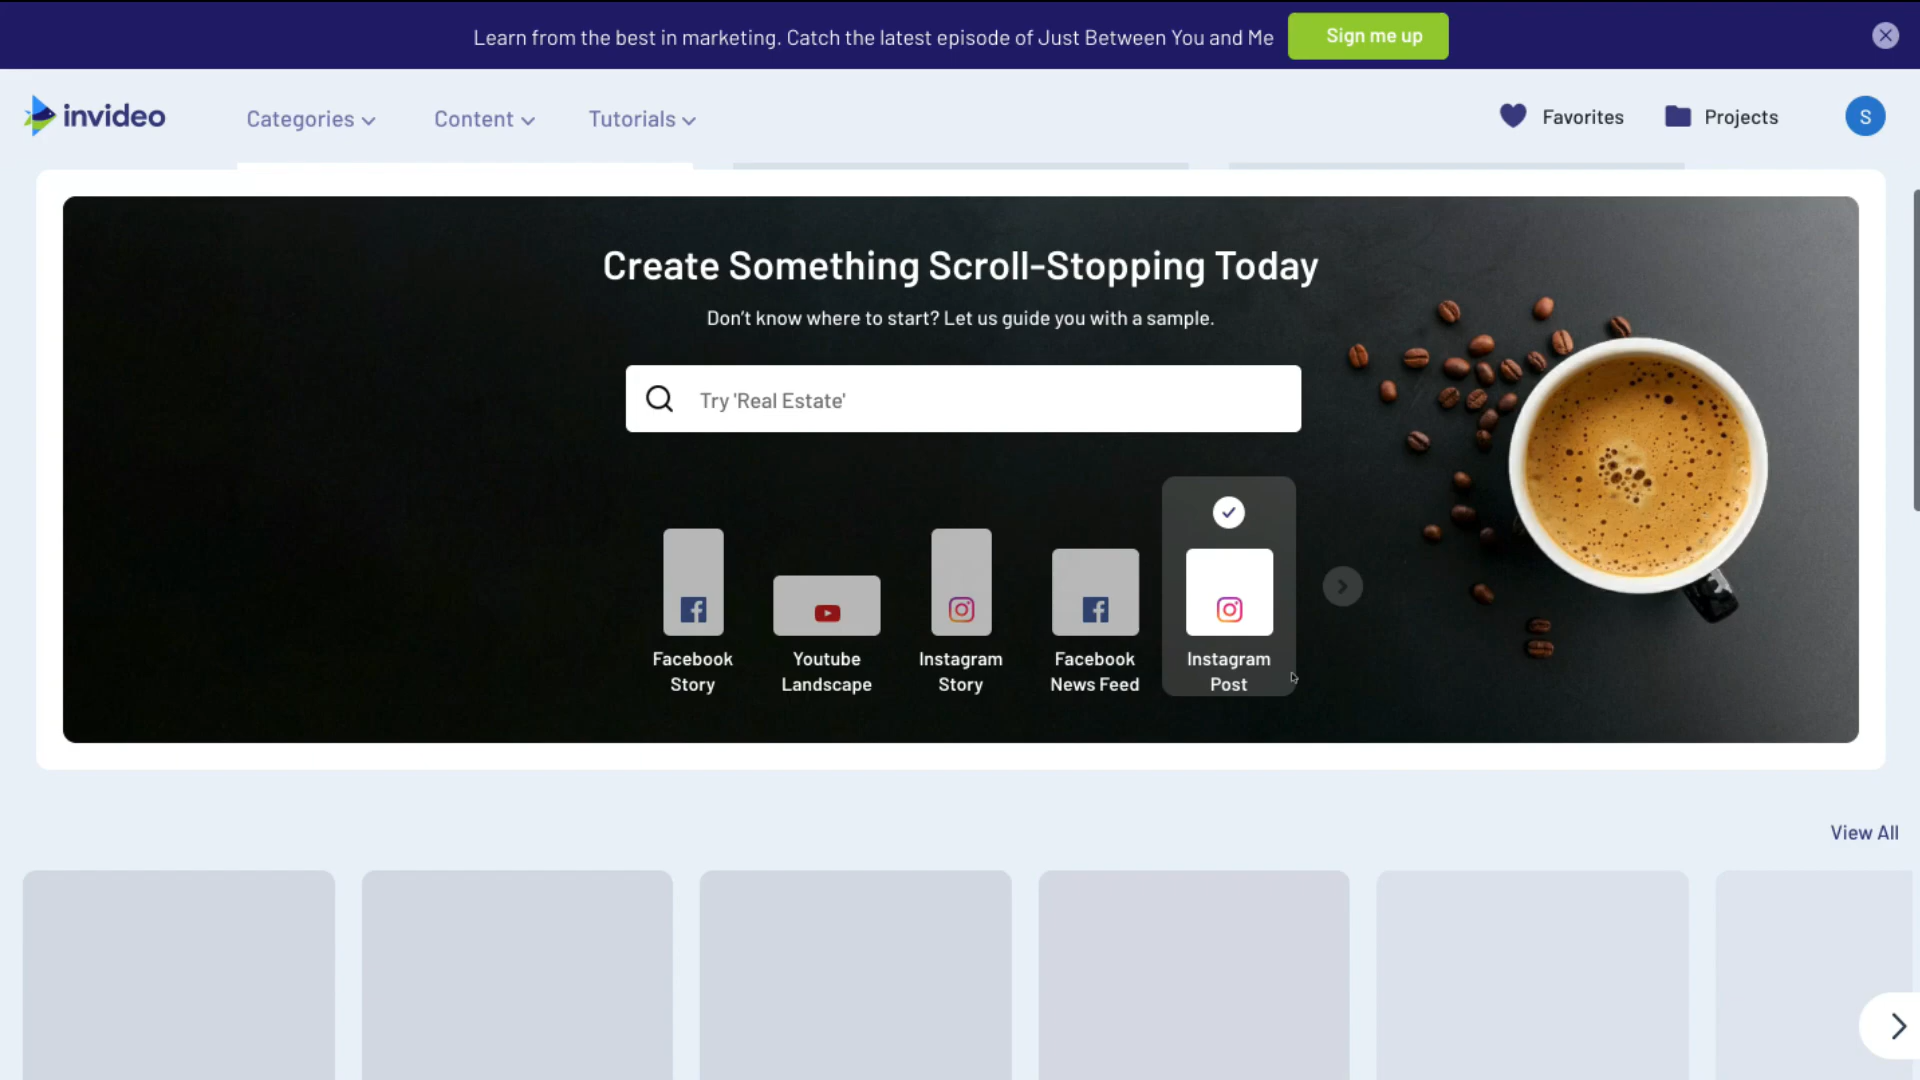 Learn from the best in marketing. Catch the latest episode of Just Between You and Me
Sign me up
invideo
Categories
Content
Tutorials
Favorites
Projects
S
Create Something Scroll-Stopping Today
Don't know where to start? Let us guide you with a sample.
Try 'Real Estate'
Facebook
Story
Youtube
Landscape
Instagram
Story
Facebook
News Feed
Instagram
Post
View All